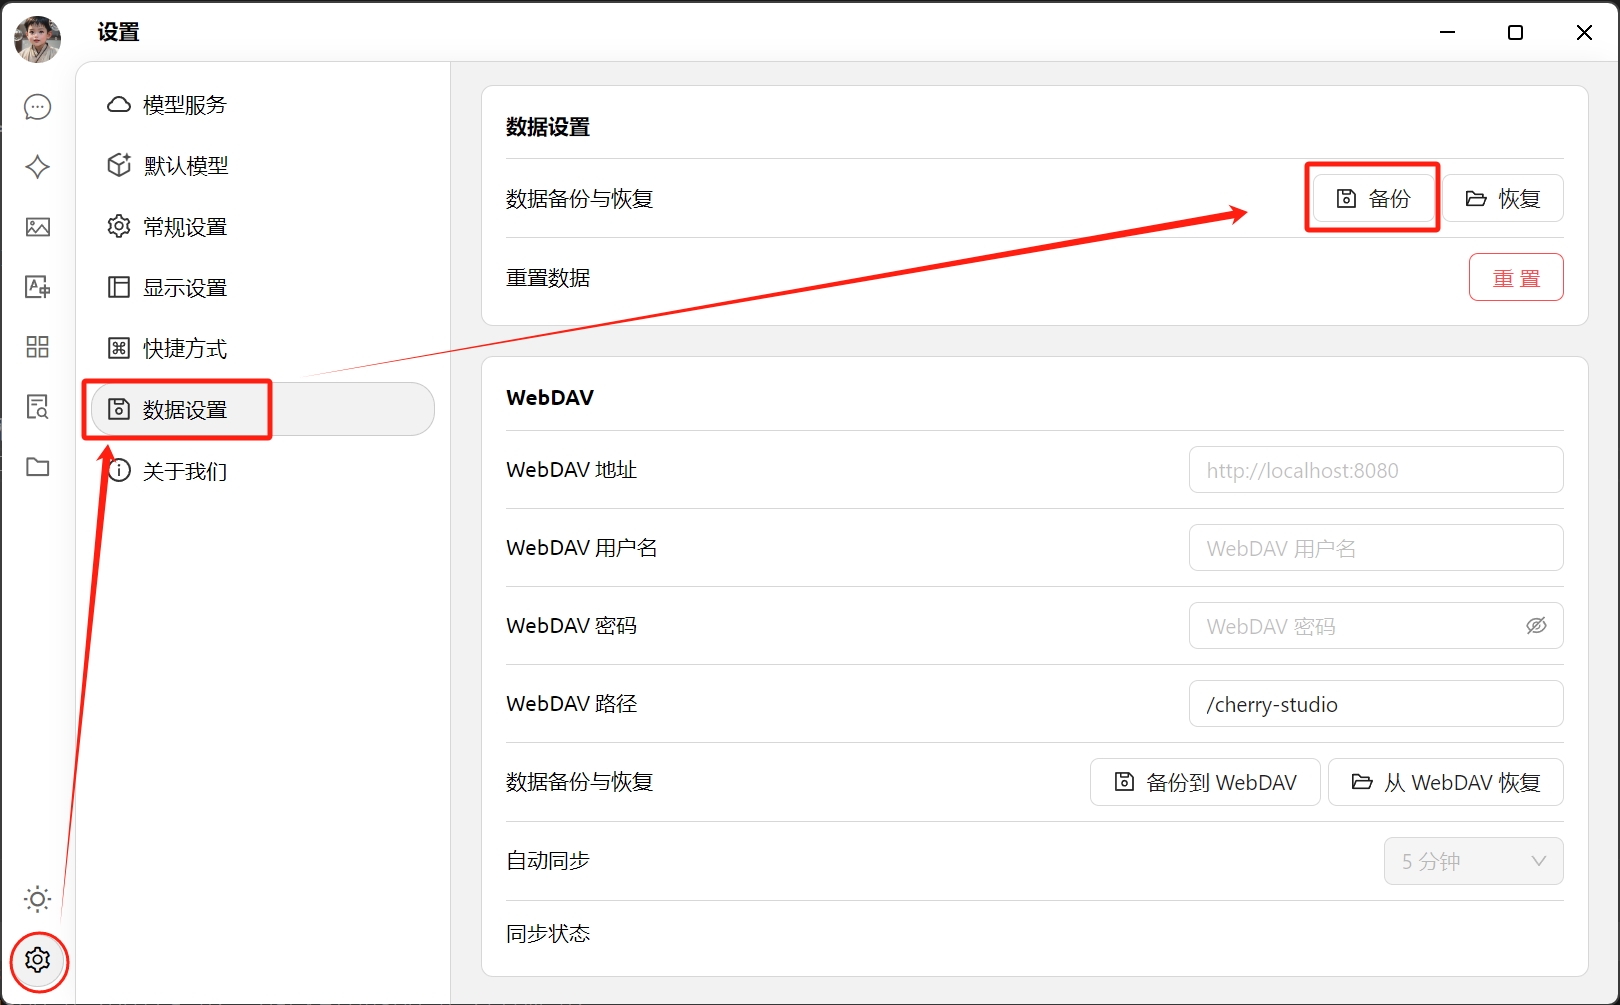 设置
模型服务
默认模型
常规设置
显示设置
快捷方式
数据设置
关于我们
数据设置
数据备份与恢复
备份
恢复
重置数据
重 置
WebDAV
WebDAV 地址
http://localhost:8080
WebDAV 用户名
WebDAV 用户名
WebDAV 密码
WebDAV 密码
WebDAV 路径
/cherry-studio
数据备份与恢复
备份到 WebDAV
从 WebDAV 恢复
自动同步
5 分钟
同步状态